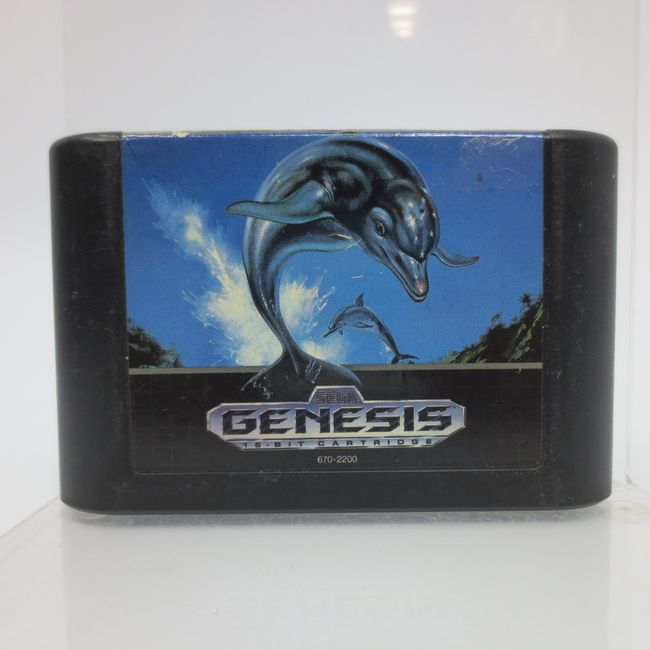 SEGA
GENESIS
16-BIT CARTRIDGE
670-2200